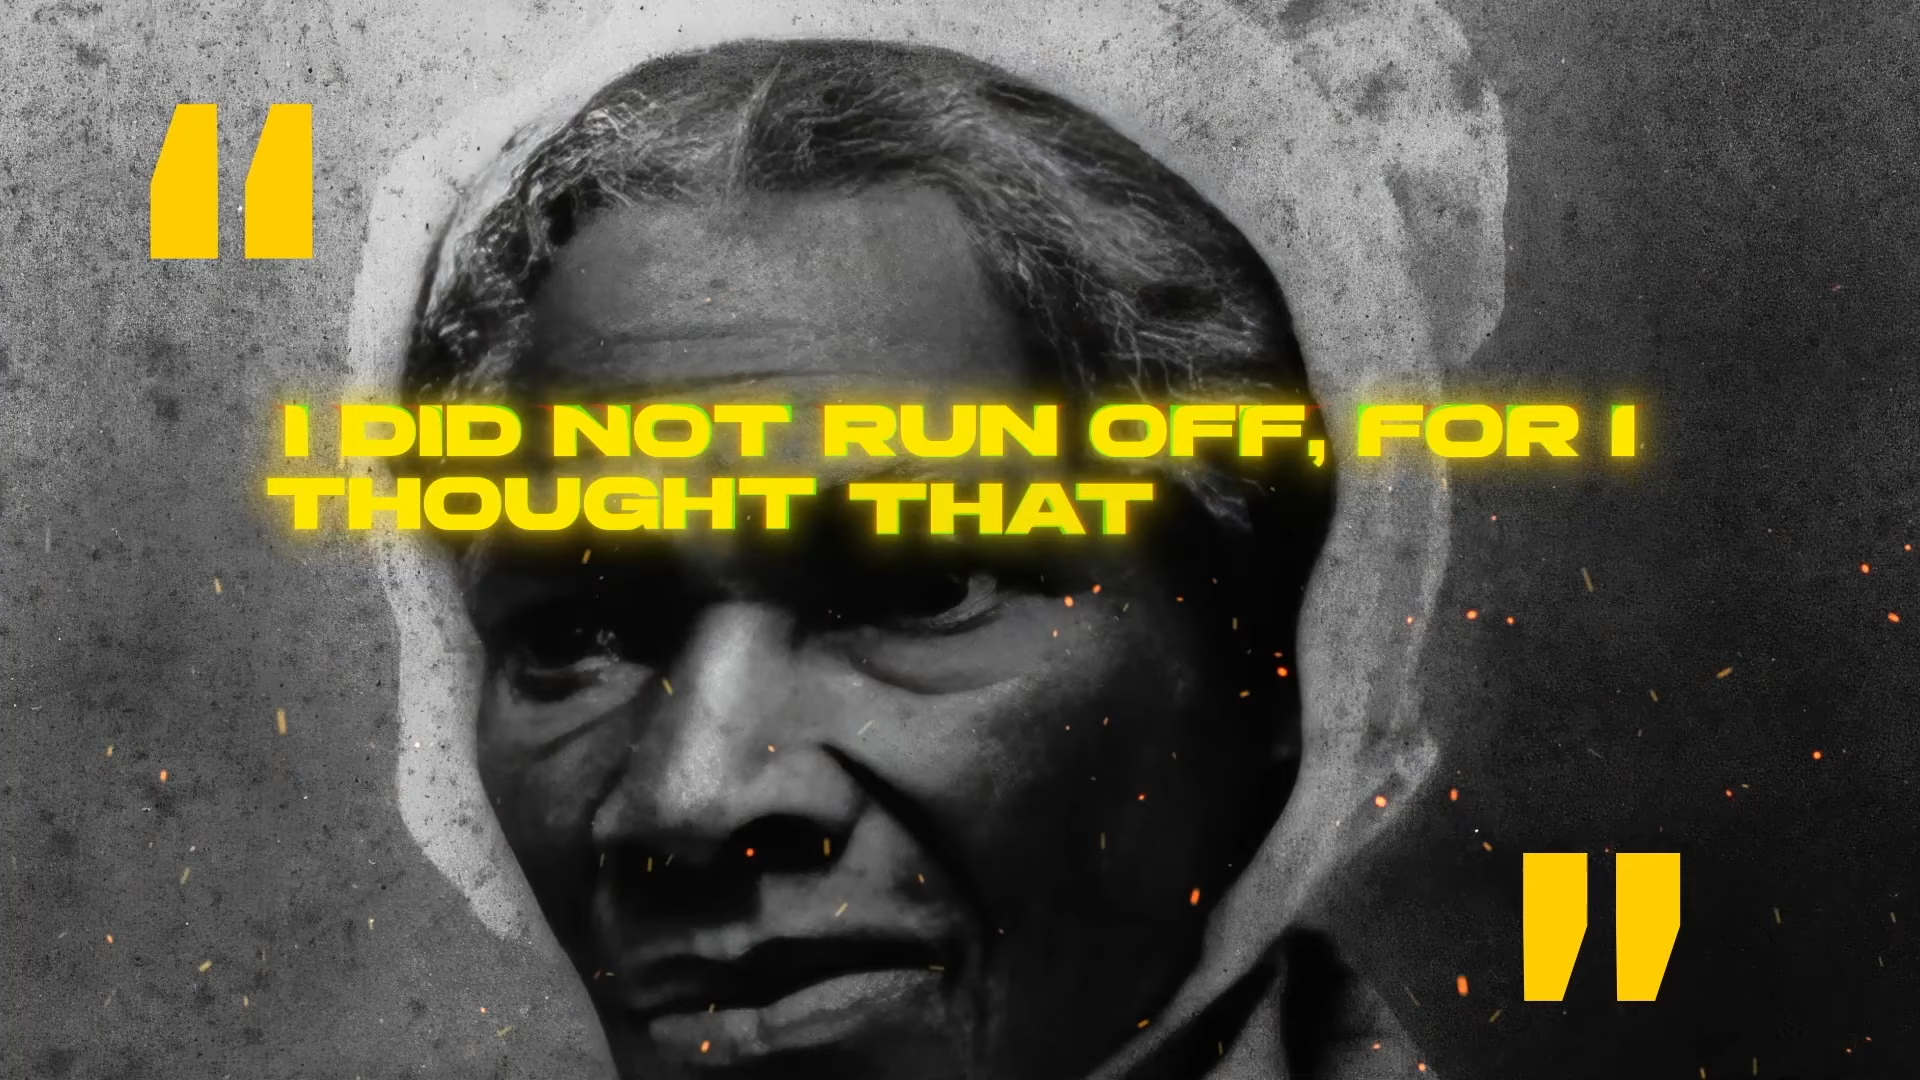 “
I DID NOT RUN OFF, FOR I
THOUGHT THAT
”